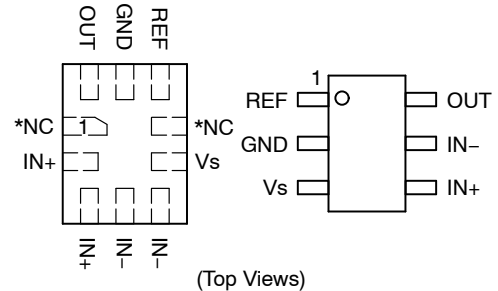 OUT GND REF
*NC 1 *NC
IN+ Vs
IN+ IN− IN−
1
REF OUT
GND IN−
Vs IN+
(Top Views)